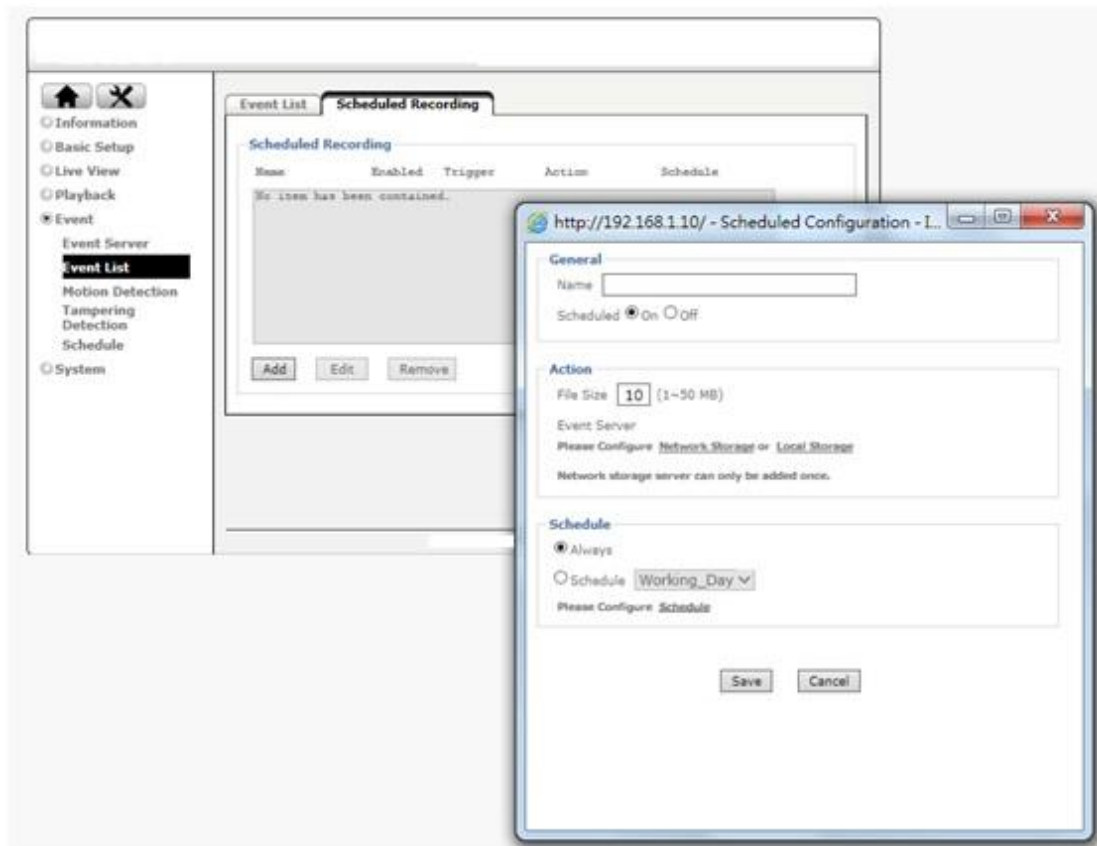 Information
Basic Setup
Live View
Playback
Event
Event Server
Event List
Motion Detection
Tampering
Detection
Schedule
System
Event List Scheduled Recording
Scheduled Recording
Name Enabled Trigger Action Schedule
No item has been contained.
Add Edit Remove
http://192.168.1.10/ - Scheduled Configuration - I...
General
Name
Scheduled On Off
Action
File Size 10 (1~50 MB)
Event Server
Please Configure Network Storage or Local Storage
Network storage server can only be added once.
Schedule
Always
Schedule Working_Day
Please Configure Schedule
Save Cancel